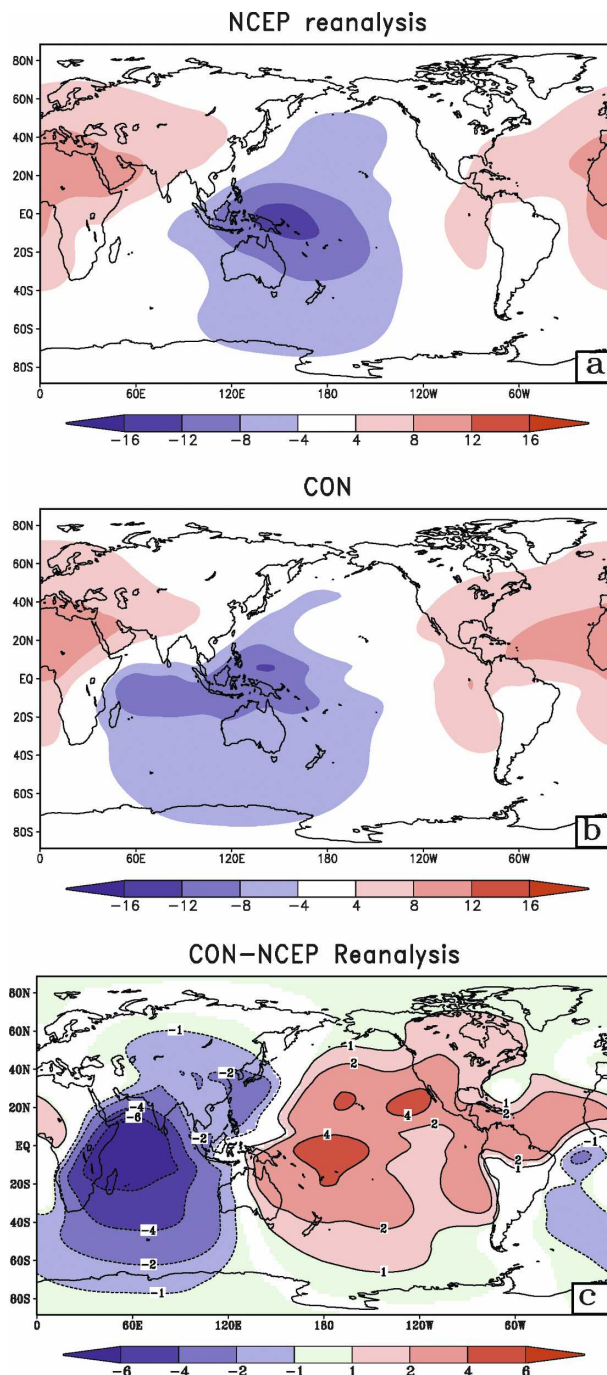 NCEP reanalysis
80N
60N
40N
20N
EQ
20S
40S
60S
80S
a
0 60E 120E 180 120W 60W
-16 -12 -8 -4 4 8 12 16
CON
80N
60N
40N
20N
EQ
20S
40S
60S
80S
b
0 60E 120E 180 120W 60W
-16 -12 -8 -4 4 8 12 16
CON-NCEP Reanalysis
80N
60N
-1 -1
2
40N
-2
20N
-4 1
-6 4 2
-2 2 -1
EQ
-1 4 2
1
20S
40S
-4 2
60S
-2 1
80S
-1
c
0 60E 120E 180 120W 60W
-6 -4 -2 -1 1 2 4 6